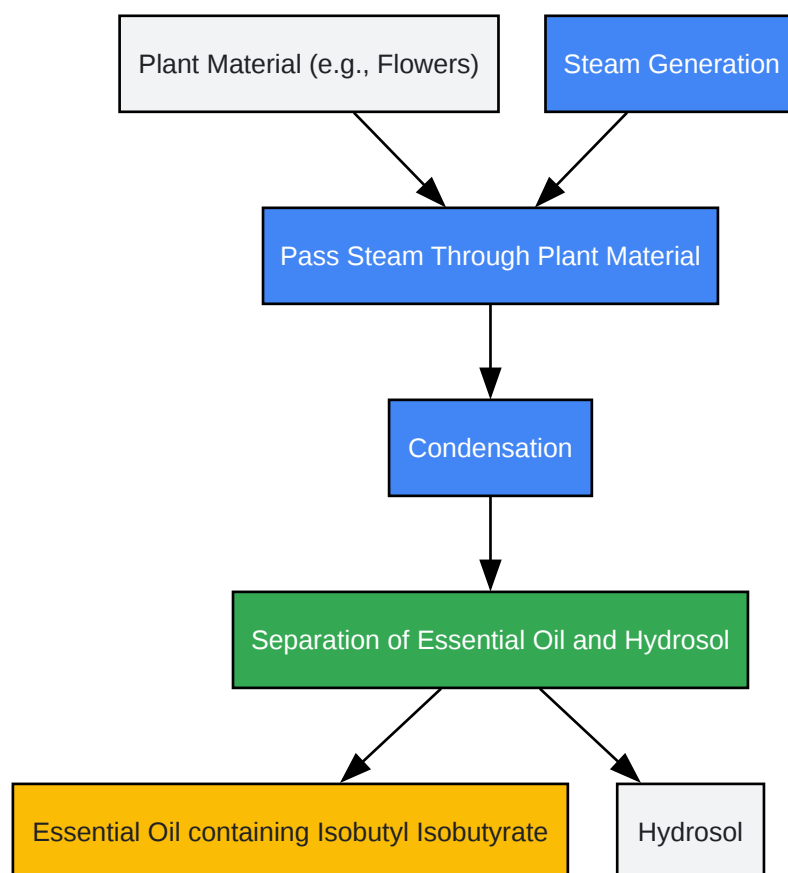 Plant Material (e.g., Flowers)
Steam Generation
Pass Steam Through Plant Material
Condensation
Separation of Essential Oil and Hydrosol
Essential Oil containing Isobutyl Isobutyrate
Hydrosol